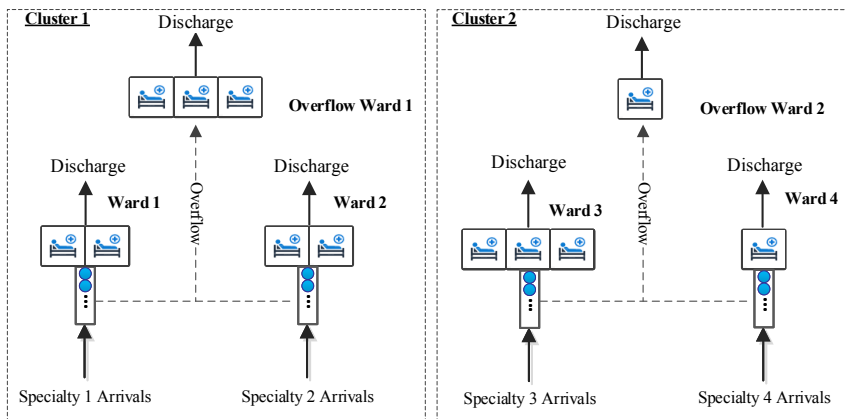 Cluster 1
Discharge
Overflow Ward 1
Discharge
Ward 1
Discharge
Ward 2
Overflow
Specialty 1 Arrivals
Specialty 2 Arrivals
Cluster 2
Discharge
Overflow Ward 2
Discharge
Ward 3
Discharge
Ward 4
Overflow
Specialty 3 Arrivals
Specialty 4 Arrivals